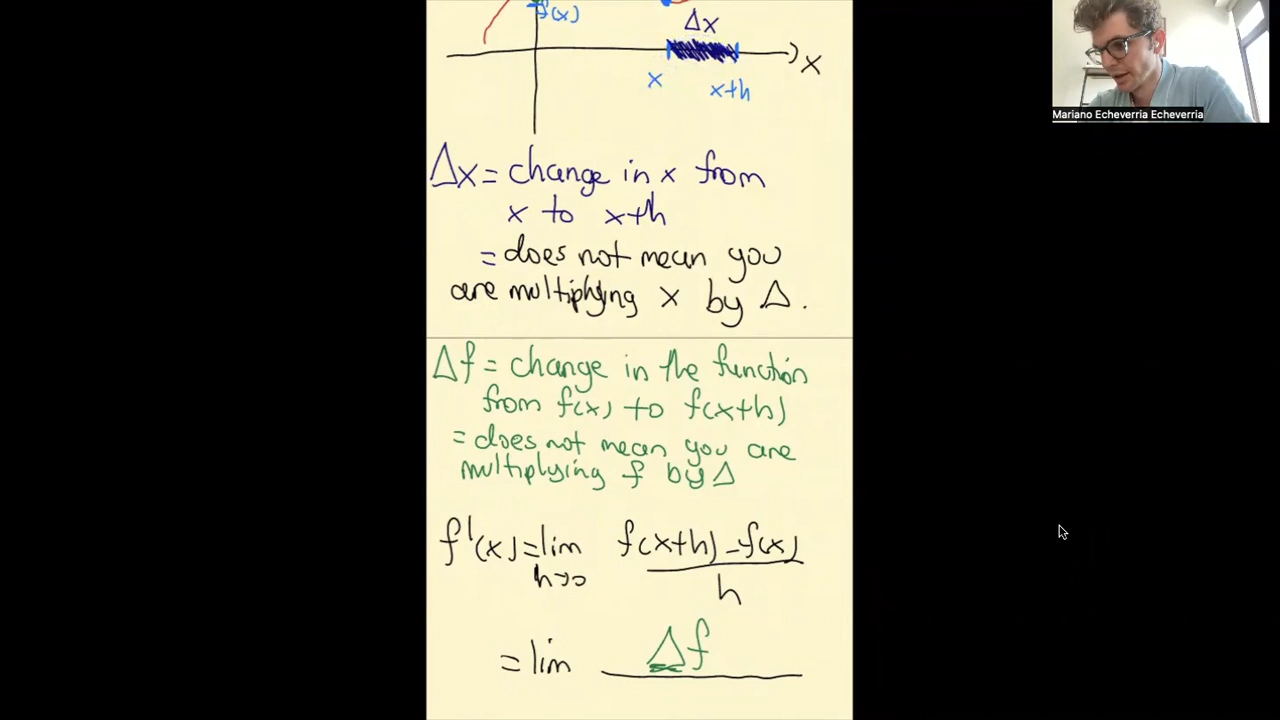 f(x)
Δx
x
x
x+h
Mariano Echeverria Echeverria
Δx = change in x from
x to x+h
= does not mean you
are multiplying x by Δ.
Δf = change in the function
from f(x) to f(x+h)
= does not mean you are
multiplying f by Δ
f'(x) = lim f(x+h) - f(x)
h→0 h
= lim Δf